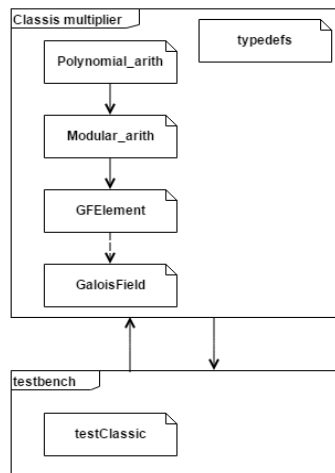 Classis multiplier
typedefs
Polynomial_arith
Modular_arith
GFElement
GaloisField
testbench
testClassic